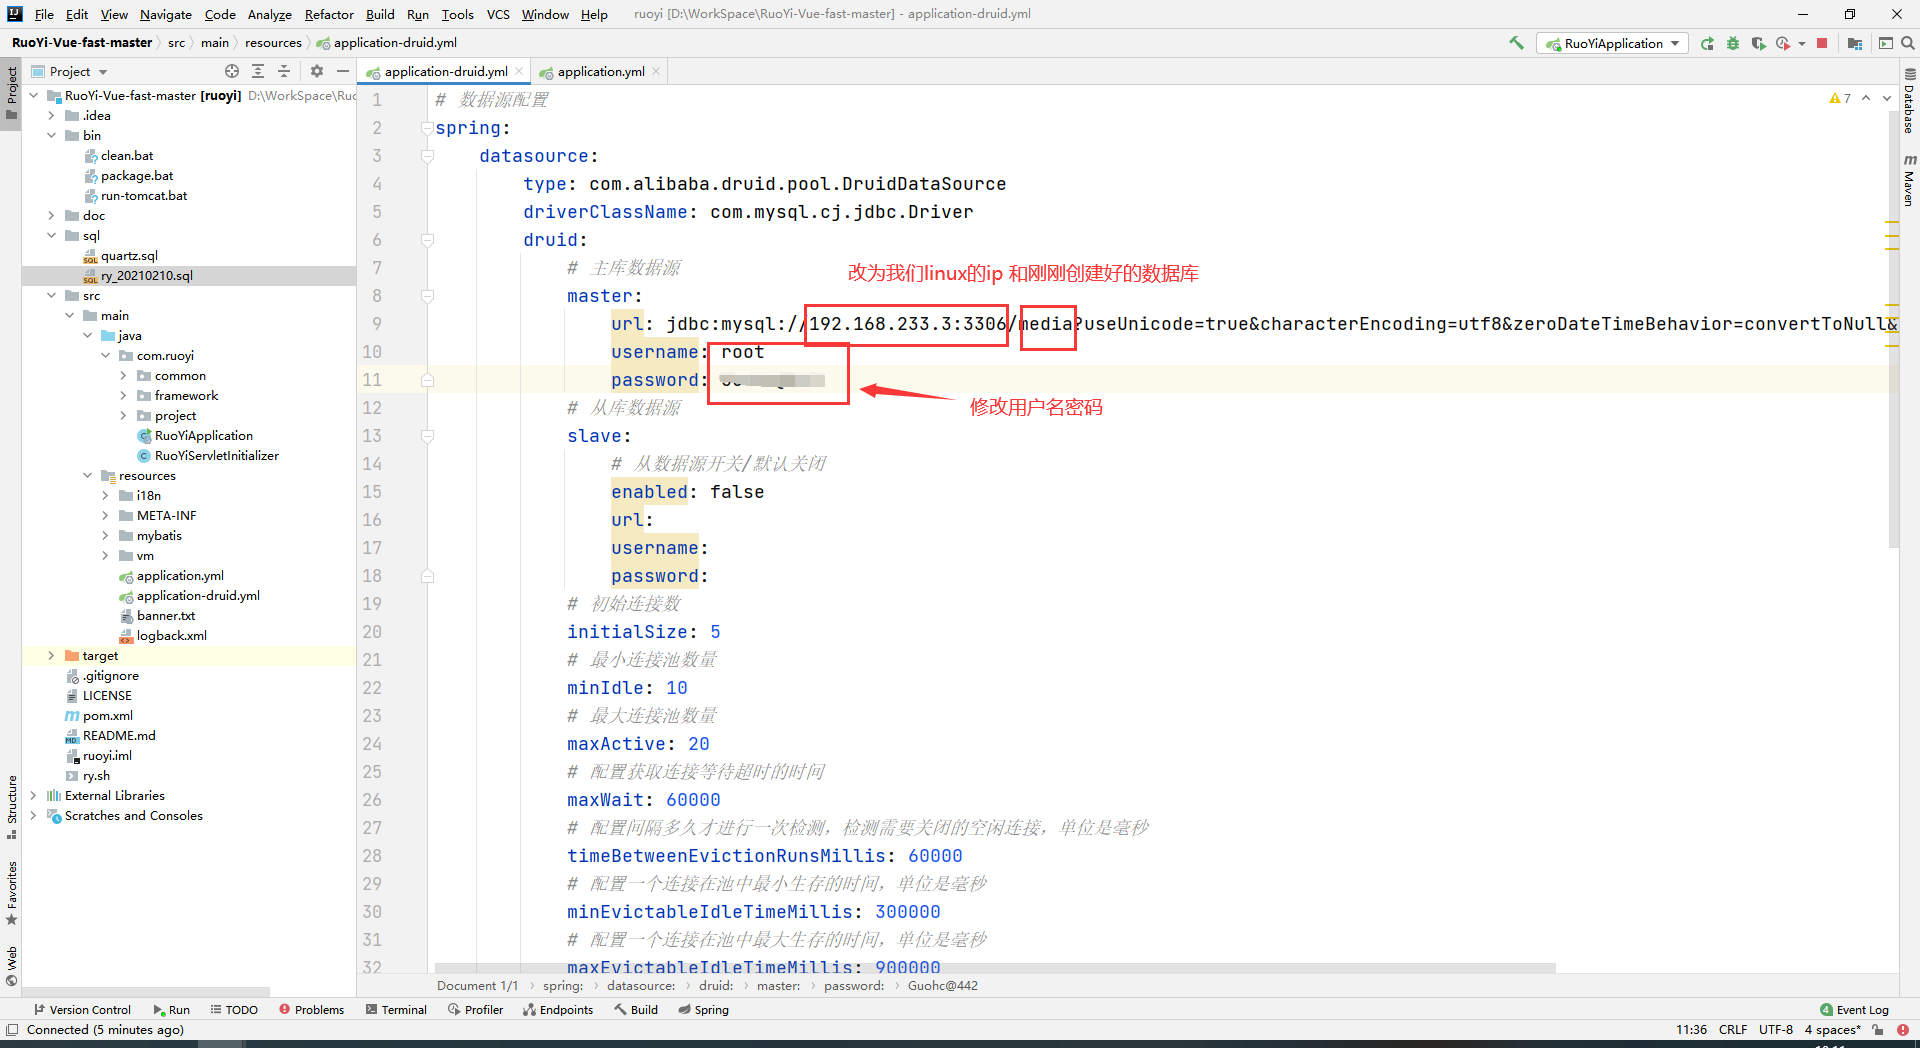 File Edit View Navigate Code Analyze Refactor Build Run Tools VCS Window Help ruoyi [D:\WorkSpace\RuoYi-Vue-fast-master] - application-druid.yml
RuoYi-Vue-fast-master src main resources application-druid.yml RuoYiApplication
Project application-druid.yml application.yml
RuoYi-Vue-fast-master [ruoyi] D:\WorkSpace\Ruo
.idea
bin
clean.bat
package.bat
run-tomcat.bat
doc
sql
quartz.sql
ry_20210210.sql
src
main
java
com.ruoyi
common
framework
project
RuoYiApplication
RuoYiServletInitializer
resources
i18n
META-INF
mybatis
vm
application.yml
application-druid.yml
banner.txt
logback.xml
target
.gitignore
LICENSE
pom.xml
README.md
ruoyi.iml
ry.sh
External Libraries
Scratches and Consoles
Project
Structure
Favorites
Web
1 # 数据源配置
2 spring:
3 datasource:
4 type: com.alibaba.druid.pool.DruidDataSource
5 driverClassName: com.mysql.cj.jdbc.Driver
6 druid:
7 # 主库数据源
改为我们linux的ip 和刚刚创建好的数据库
8 master:
9 url: jdbc:mysql://192.168.233.3:3306/media?useUnicode=true&characterEncoding=utf8&zeroDateTimeBehavior=convertToNull&
10 username: root
11 password:
修改用户名密码
12 # 从库数据源
13 slave:
14 # 从数据源开关/默认关闭
15 enabled: false
16 url:
17 username:
18 password:
19 # 初始连接数
20 initialSize: 5
21 # 最小连接池数量
22 minIdle: 10
23 # 最大连接池数量
24 maxActive: 20
25 # 配置获取连接等待超时的时间
26 maxWait: 60000
27 # 配置间隔多久才进行一次检测，检测需要关闭的空闲连接，单位是毫秒
28 timeBetweenEvictionRunsMillis: 60000
29 # 配置一个连接在池中最小生存的时间，单位是毫秒
30 minEvictableIdleTimeMillis: 300000
31 # 配置一个连接在池中最大生存的时间，单位是毫秒
32 maxEvictableIdleTimeMillis: 900000
7
Database
Maven
Document 1/1 spring: datasource: druid: master: password: Guohc@442
Version Control Run TODO Problems Terminal Profiler Endpoints Build Spring 4 Event Log
Connected (5 minutes ago) 11:36 CRLF UTF-8 4 spaces*